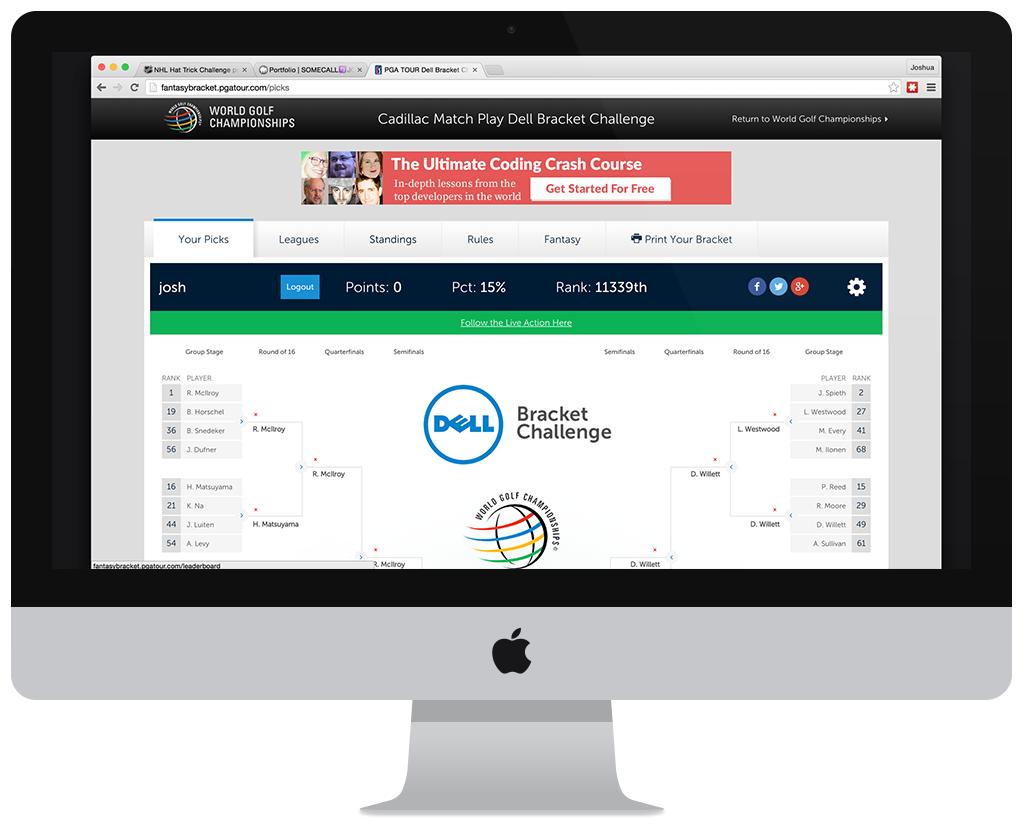 NHL Hat Trick Challenge p
Portfolio | SOMECALL
PGA TOUR Dell Bracket C
Joshua
fantasybracket.pgatour.com/picks
WORLD GOLF
CHAMPIONSHIPS
Cadillac Match Play Dell Bracket Challenge
Return to World Golf Championships
The Ultimate Coding Crash Course
In-depth lessons from the
top developers in the world
Get Started For Free
Your Picks
Leagues
Standings
Rules
Fantasy
Print Your Bracket
josh
Logout
Points: 0
Pct: 15%
Rank: 11339th
Follow the Live Action Here
Group Stage
Round of 16
Quarterfinals
Semifinals
Semifinals
Quarterfinals
Round of 16
Group Stage
RANK PLAYER
1 R. McIlroy
19 B. Horschel
36 B. Snedeker
56 J. Dufner
R. McIlroy
R. McIlroy
16 H. Matsuyama
21 K. Na
44 J. Luiten
54 A. Levy
H. Matsuyama
R. McIlroy
DELL
Bracket
Challenge
WORLD GOLF CHAMPIONSHIPS
PLAYER RANK
J. Spieth 2
L. Westwood 27
M. Every 41
M. Ilonen 68
L. Westwood
D. Willett
P. Reed 15
R. Moore 29
D. Willett 49
A. Sullivan 61
D. Willett
D. Willett
fantasybracket.pgatour.com/leaderboard